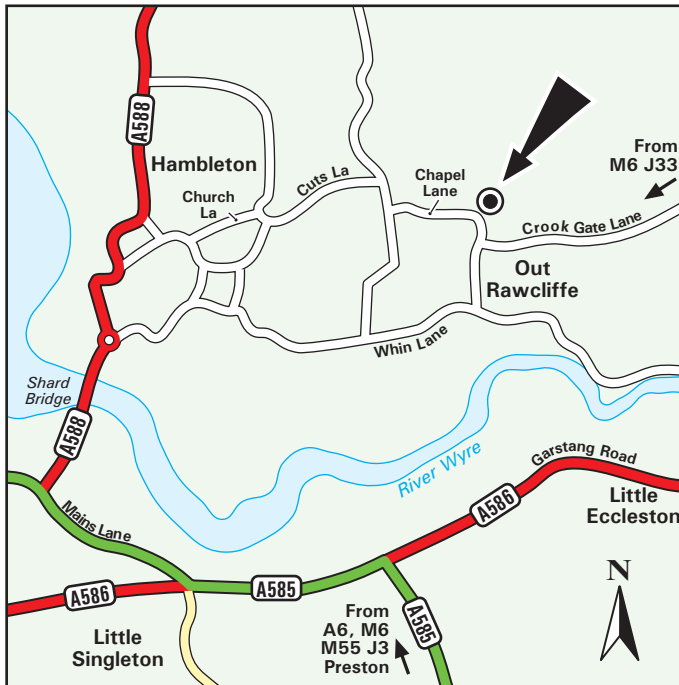 A588
Hambleton
Church
La
Cuts La
Chapel
Lane
From
M6 J33
Crook Gate Lane
Out
Rawcliffe
Whin Lane
Shard
Bridge
A588
River Wyre
Garstang Road
A586
Little
Eccleston
Mains Lane
A586
A585
Little
Singleton
From
A6, M6
M55 J3
Preston
A585
N